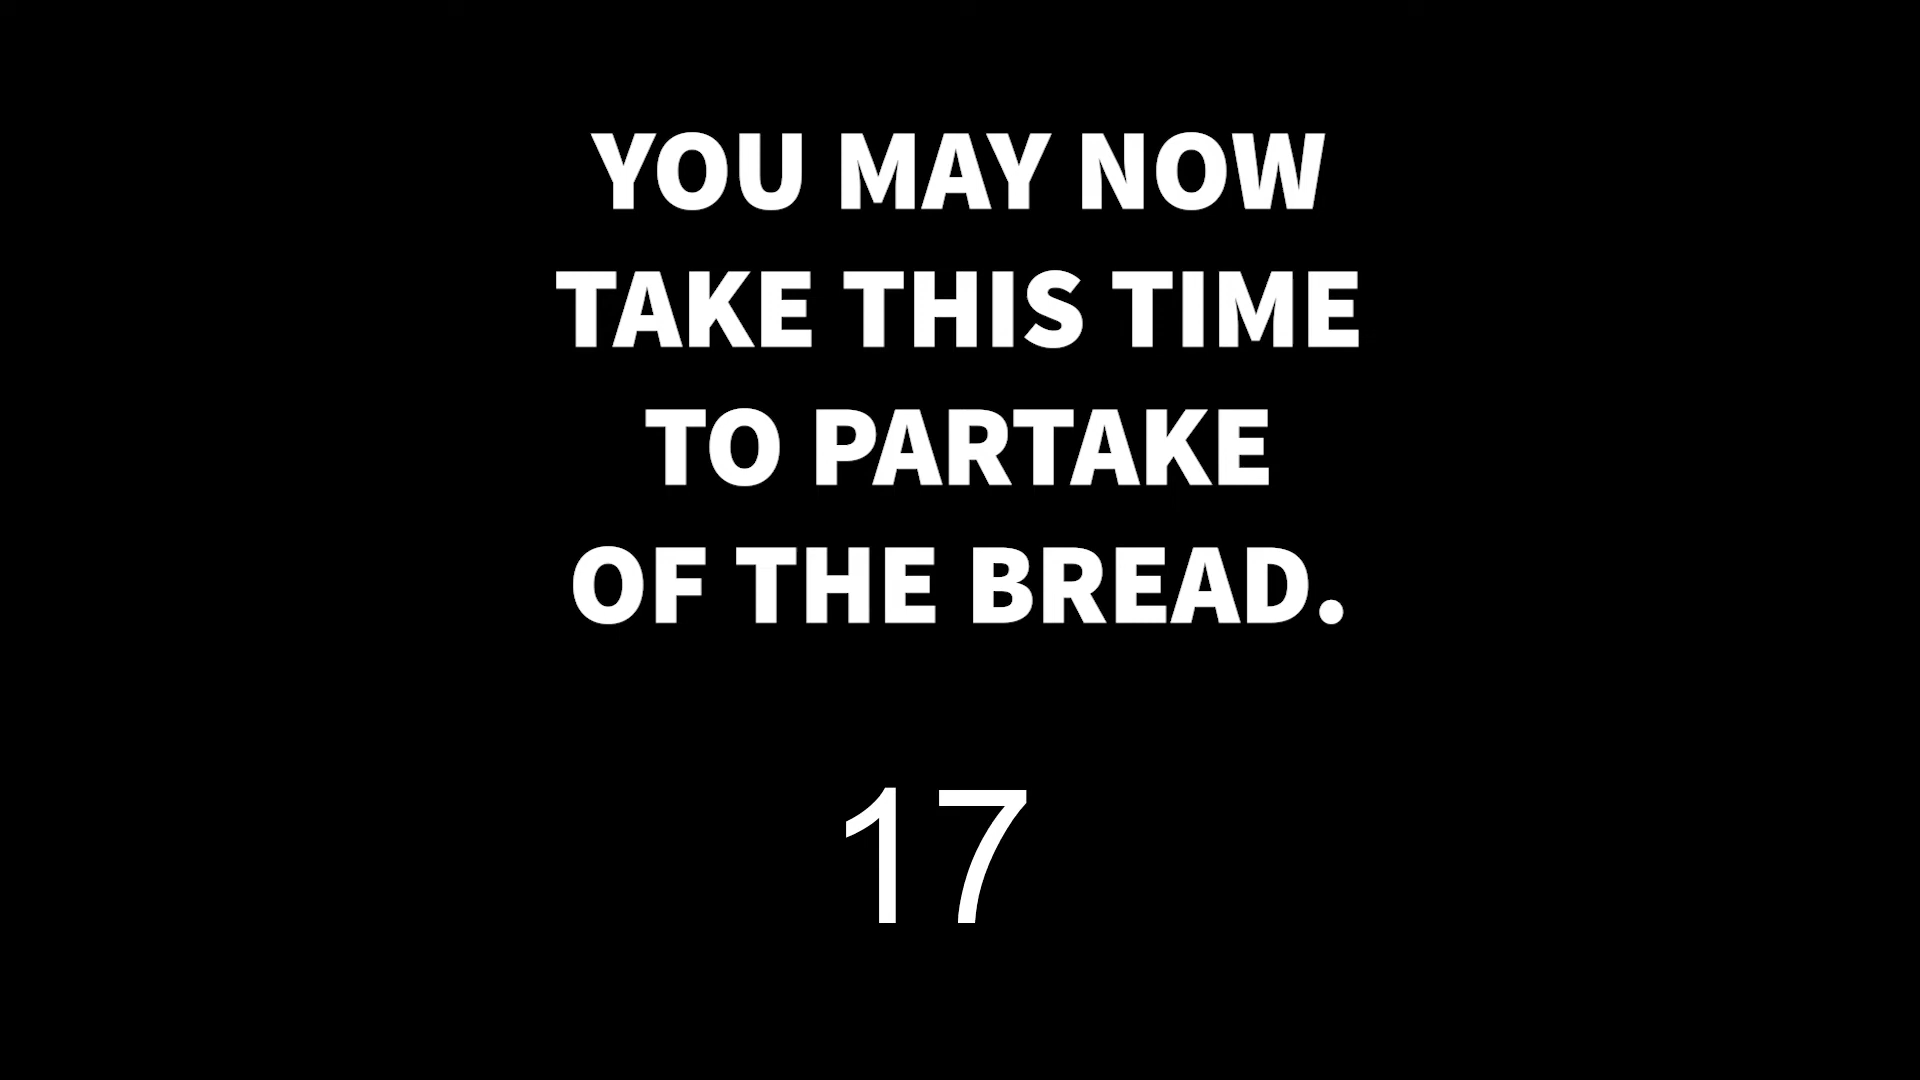 YOU MAY NOW
TAKE THIS TIME
TO PARTAKE
OF THE BREAD.
17